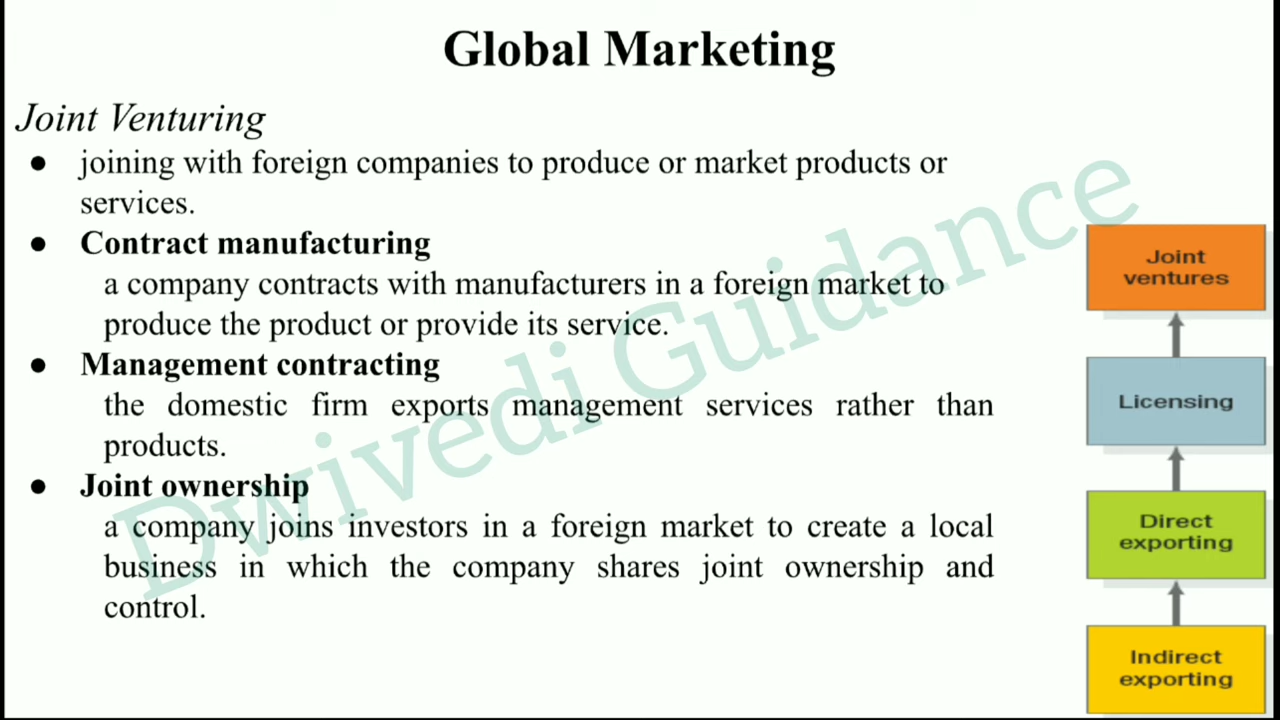 Global Marketing
Joint Venturing
● joining with foreign companies to produce or market products or
services.
● Contract manufacturing
a company contracts with manufacturers in a foreign market to
produce the product or provide its service.
● Management contracting
the domestic firm exports management services rather than
products.
● Joint ownership
a company joins investors in a foreign market to create a local
business in which the company shares joint ownership and
control.
Joint
ventures
Licensing
Direct
exporting
Indirect
exporting
Dwivedi Guidance